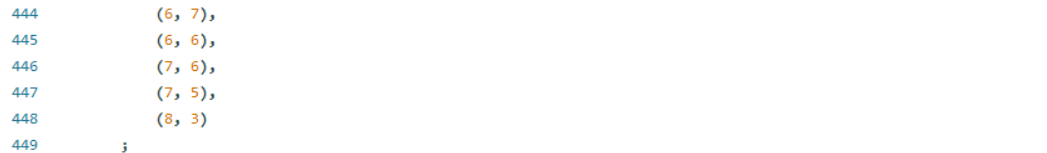 444 (6, 7),
445 (6, 6),
446 (7, 6),
447 (7, 5),
448 (8, 3)
449 ;